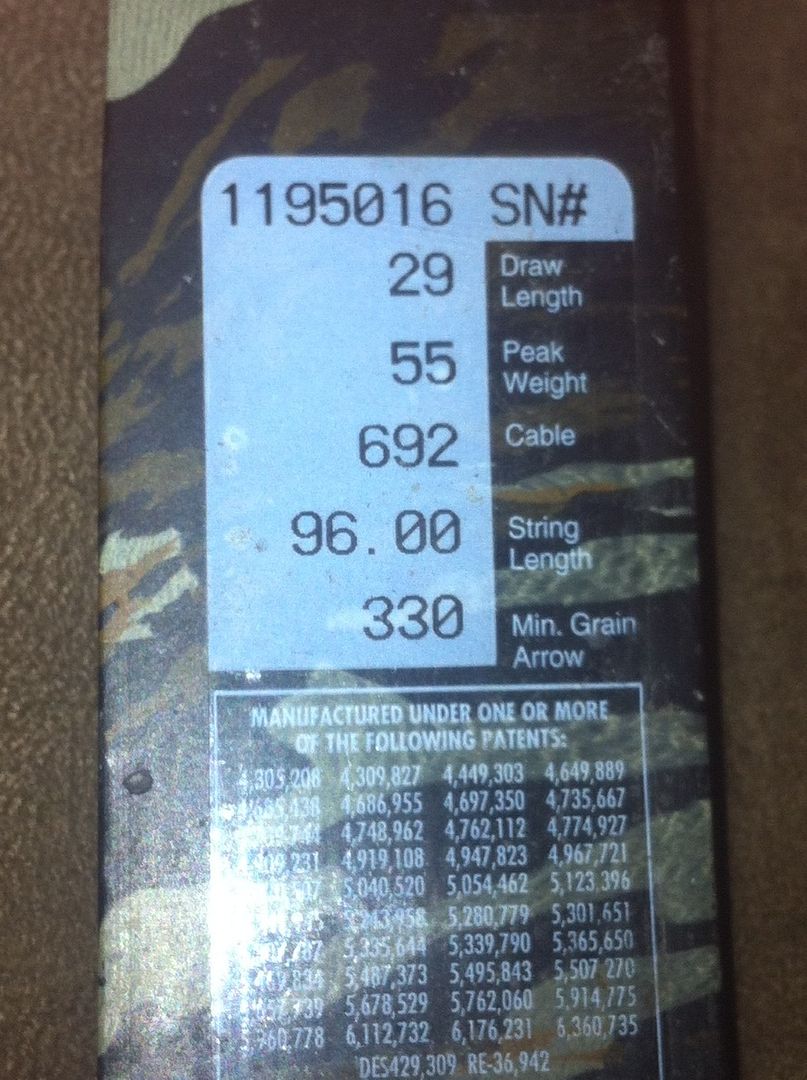 1195016 SN#
29 Draw Length
55 Peak Weight
692 Cable
96.00 String Length
330 Min. Grain Arrow
MANUFACTURED UNDER ONE OR MORE
OF THE FOLLOWING PATENTS:
4,305,208 4,309,827 4,449,303 4,649,889
4,686,955 4,697,350 4,735,667
4,748,962 4,762,112 4,774,927
4,919,108 4,947,823 4,967,721
5,040,520 5,054,462 5,123,396
5,280,779 5,301,651
5,335,644 5,339,790 5,365,650
5,487,373 5,495,843 5,507,270
5,678,529 5,762,060 5,914,775
6,112,732 6,176,231 6,360,735
DES429,309 RE-36,942